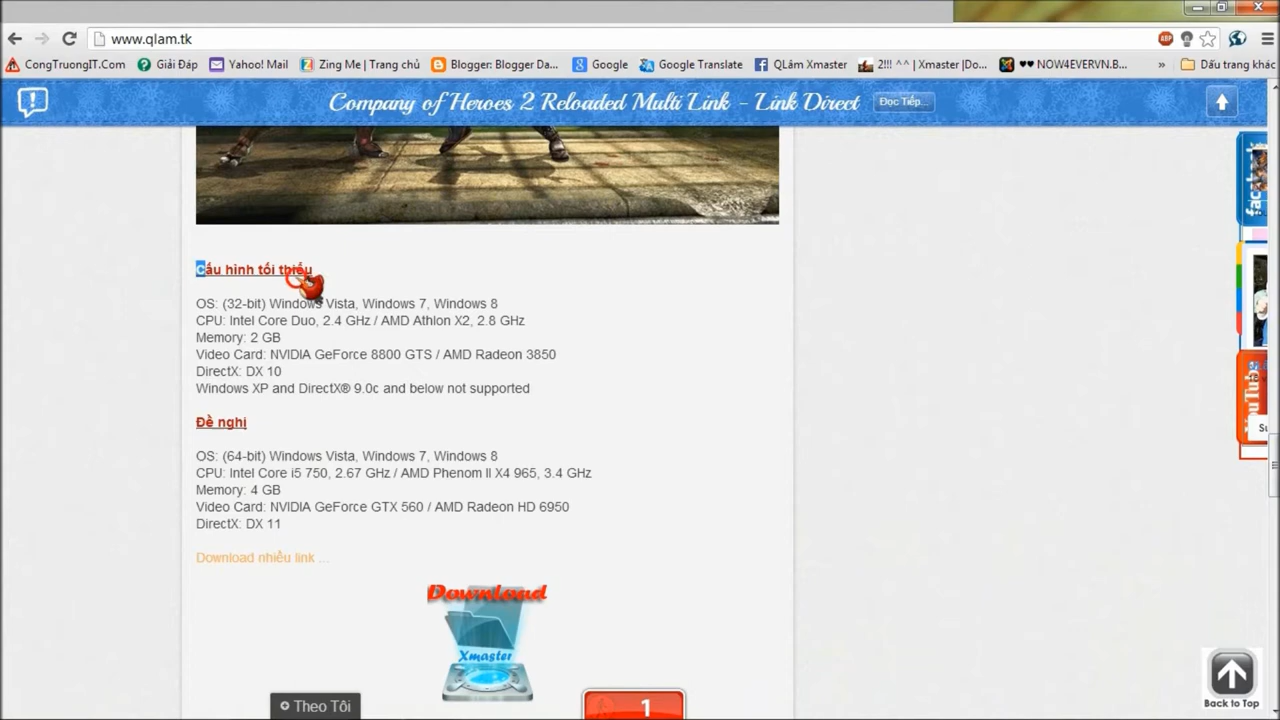 www.qlam.tk
ABP
CongTruongIT.Com
Giải Đáp
Yahoo! Mail
Zing Me | Trang chủ
Blogger: Blogger Da...
Google
Google Translate
QLâm Xmaster
2!!! ^^ | Xmaster |Do...
♥♥ NOW4EVERVN.B...
»
Dấu trang khác
Company of Heroes 2 Reloaded Multi Link - Link Direct
Đọc Tiếp...
facebook
Cấu hình tối thiểu
OS: (32-bit) Windows Vista, Windows 7, Windows 8
CPU: Intel Core Duo, 2.4 GHz / AMD Athlon X2, 2.8 GHz
Memory: 2 GB
Video Card: NVIDIA GeForce 8800 GTS / AMD Radeon 3850
DirectX: DX 10
Windows XP and DirectX® 9.0c and below not supported
YouTube
Su
Đề nghị
OS: (64-bit) Windows Vista, Windows 7, Windows 8
CPU: Intel Core i5 750, 2.67 GHz / AMD Phenom II X4 965, 3.4 GHz
Memory: 4 GB
Video Card: NVIDIA GeForce GTX 560 / AMD Radeon HD 6950
DirectX: DX 11
Download nhiều link ...
Download
Xmaster
Theo Tôi
1
Back to Top